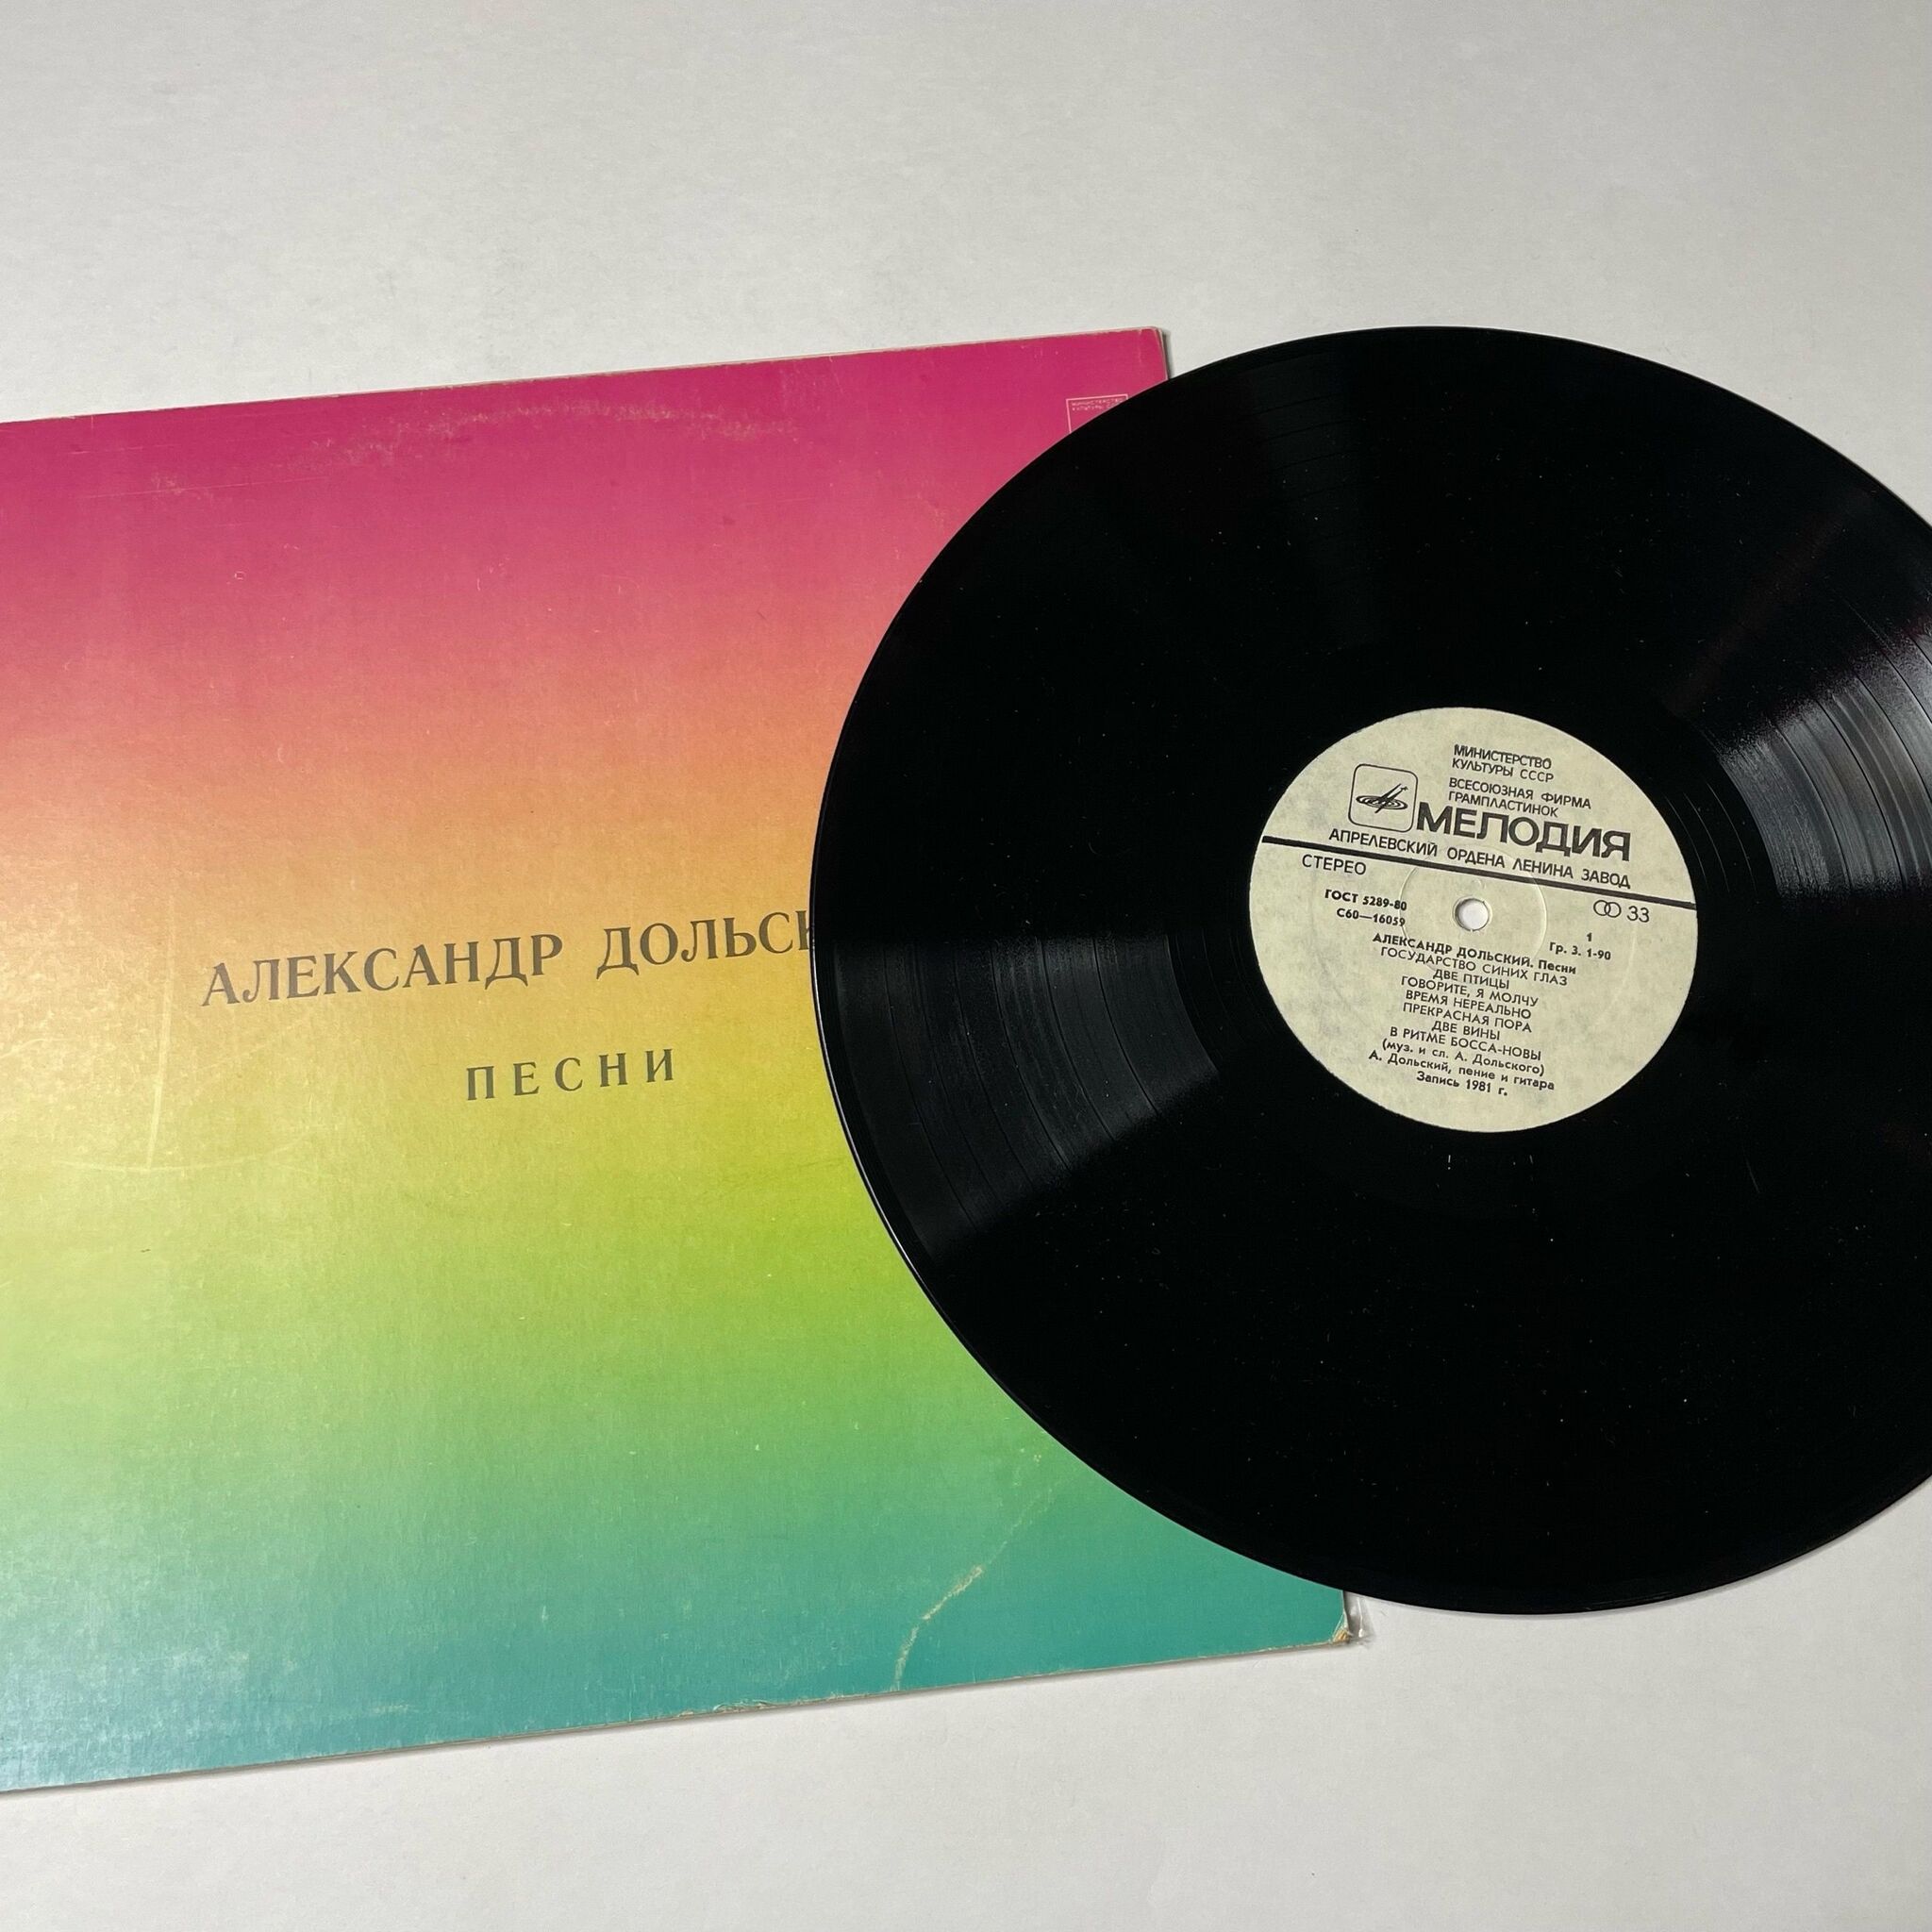 МИНИСТЕРСТВО
КУЛЬТУРЫ
АЛЕКСАНДР ДОЛЬСК
ПЕСНИ
МИНИСТЕРСТВО
КУЛЬТУРЫ СССР
ВСЕСОЮЗНАЯ ФИРМА
ГРАМПЛАСТИНОК
МЕЛОДИЯ
АПРЕЛЕВСКИЙ ОРДЕНА ЛЕНИНА ЗАВОД
СТЕРЕО
33
ГОСТ 5289-80
С60—16059
1
Гр. 3. 1-90
АЛЕКСАНДР ДОЛЬСКИЙ. Песни
ГОСУДАРСТВО СИНИХ ГЛАЗ
ДВЕ ПТИЦЫ
ГОВОРИТЕ, Я МОЛЧУ
ВРЕМЯ НЕРЕАЛЬНО
ПРЕКРАСНАЯ ПОРА
ДВЕ ВИНЫ
В РИТМЕ БОССА-НОВЫ
(муз. и сл. А. Дольского)
А. Дольский, пение и гитара
Запись 1981 г.